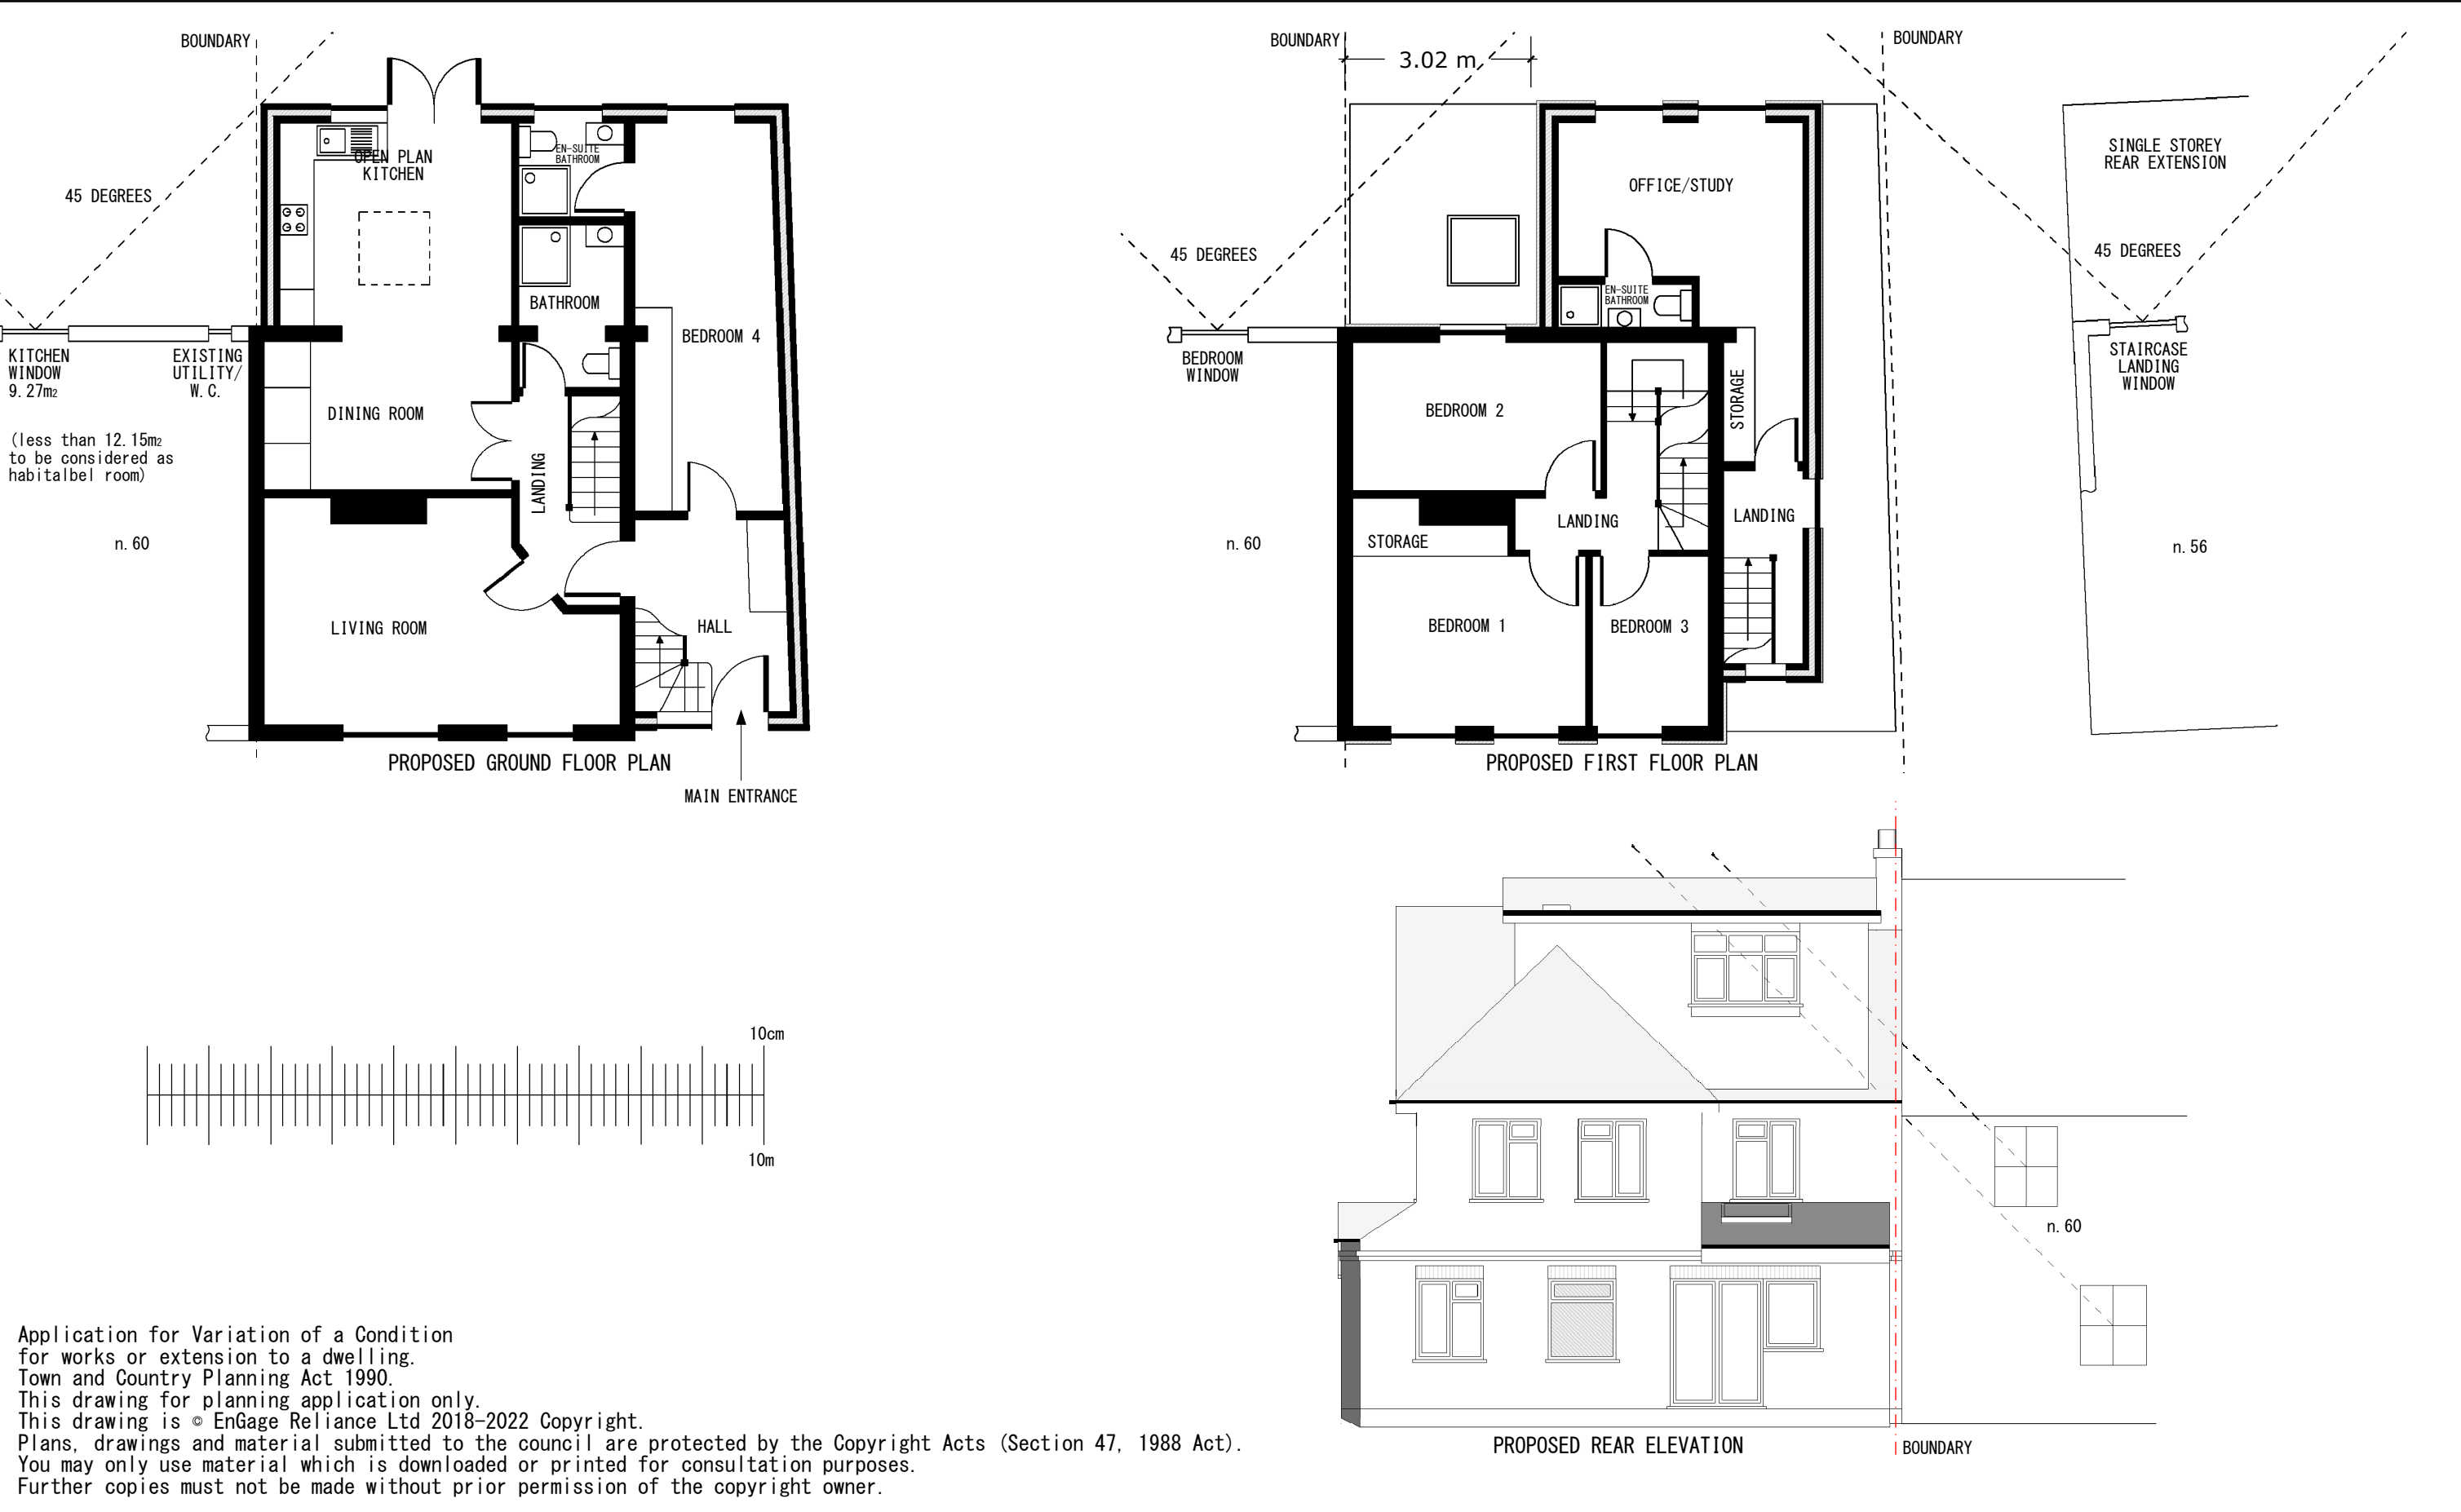 BOUNDARY
45 DEGREES
OPEN PLAN
KITCHEN
EN-SUITE
BATHROOM
BATHROOM
BEDROOM 4
KITCHEN
WINDOW
9.27m2
EXISTING
UTILITY/
W.C.
(less than 12.15m2
to be considered as
habitalbel room)
DINING ROOM
LANDING
n.60
LIVING ROOM
HALL
PROPOSED GROUND FLOOR PLAN
MAIN ENTRANCE
BOUNDARY
3.02 m
BOUNDARY
45 DEGREES
OFFICE/STUDY
EN-SUITE
BATHROOM
SINGLE STOREY
REAR EXTENSION
45 DEGREES
BEDROOM
WINDOW
STAIRCASE
LANDING
WINDOW
BEDROOM 2
STORAGE
LANDING
LANDING
STORAGE
n.60
n.56
BEDROOM 1
BEDROOM 3
PROPOSED FIRST FLOOR PLAN
10cm
10m
n.60
PROPOSED REAR ELEVATION
BOUNDARY
Application for Variation of a Condition
for works or extension to a dwelling.
Town and Country Planning Act 1990.
This drawing for planning application only.
This drawing is © EnGage Reliance Ltd 2018-2022 Copyright.
Plans, drawings and material submitted to the council are protected by the Copyright Acts (Section 47, 1988 Act).
You may only use material which is downloaded or printed for consultation purposes.
Further copies must not be made without prior permission of the copyright owner.